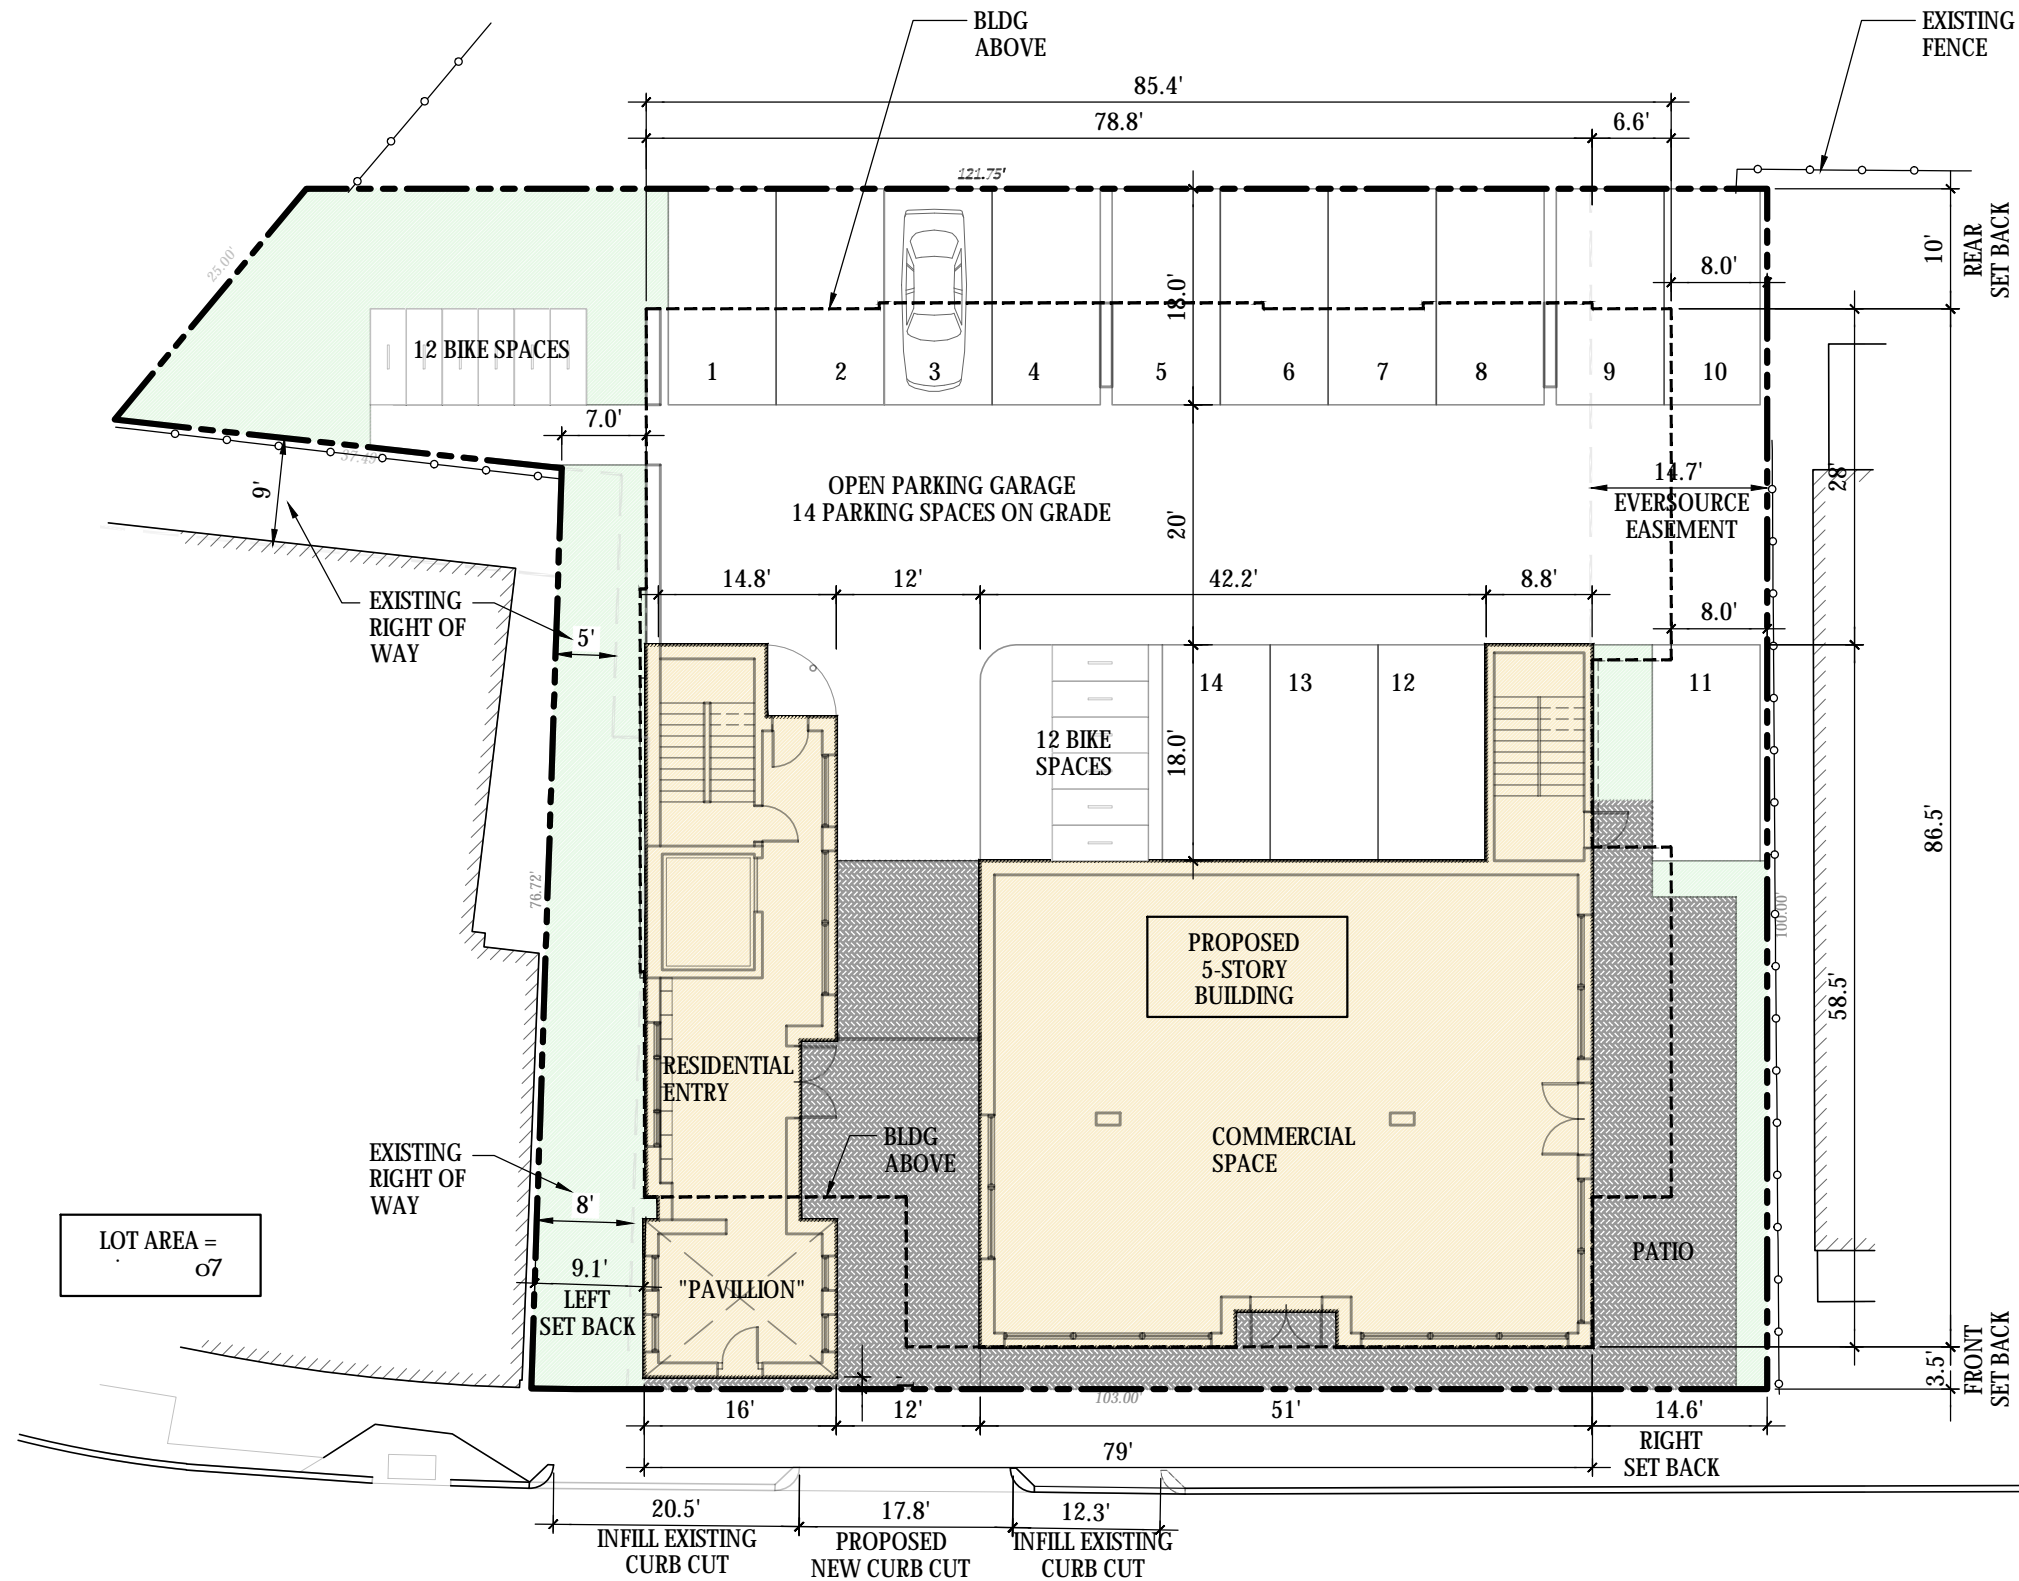 BLDG
ABOVE
EXISTING
FENCE
85.4'
78.8'
6.6'
121.75'
10'
REAR
SET BACK
8.0'
25.00'
18.0'
12 BIKE SPACES
1
2
3
4
5
6
7
8
9
10
7.0'
37.43'
9'
OPEN PARKING GARAGE
14 PARKING SPACES ON GRADE
20'
14.7'
EVERSOURCE
EASEMENT
28'
14.8'
12'
42.2'
8.8'
8.0'
EXISTING
RIGHT OF
WAY
5'
14
13
12
11
12 BIKE
SPACES
18.0'
86.5'
76.72'
100.00'
PROPOSED
5-STORY
BUILDING
58.5'
RESIDENTIAL
ENTRY
BLDG
ABOVE
COMMERCIAL
SPACE
EXISTING
RIGHT OF
WAY
8'
LOT AREA =
PATIO
9.1'
LEFT
SET BACK
"PAVILLION"
3.5'
FRONT
SET BACK
103.00'
16'
12'
51'
14.6'
RIGHT
SET BACK
79'
20.5'
INFILL EXISTING
CURB CUT
17.8'
PROPOSED
NEW CURB CUT
12.3'
INFILL EXISTING
CURB CUT